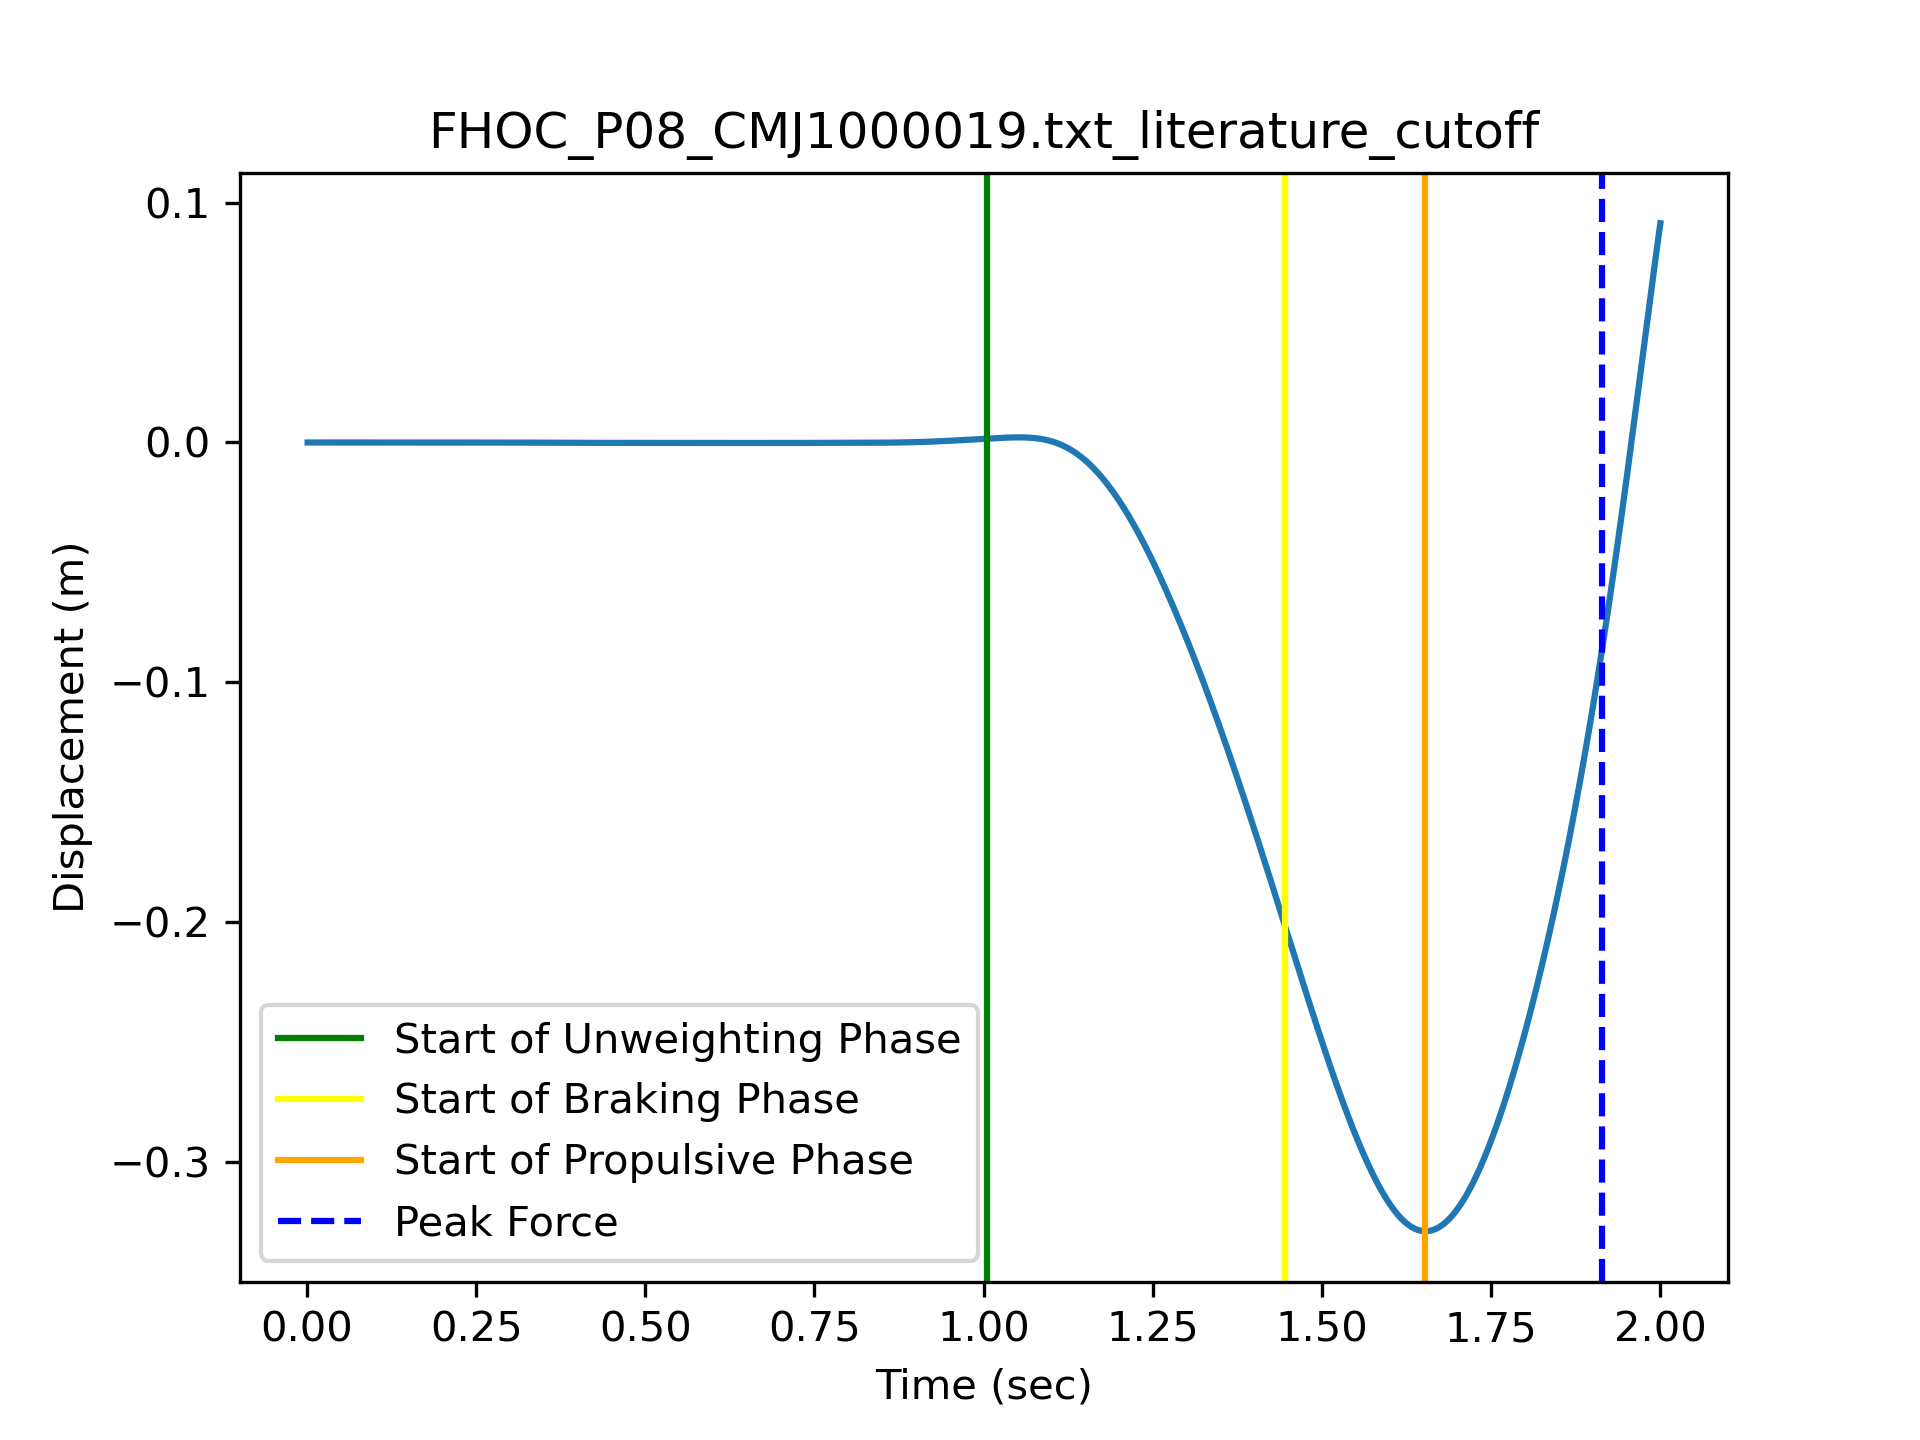 FHOC_P08_CMJ1000019.txt_literature_cutoff
0.1
0.0
−0.1
−0.2
−0.3
Displacement (m)
Start of Unweighting Phase
Start of Braking Phase
Start of Propulsive Phase
Peak Force
0.00 0.25 0.50 0.75 1.00 1.25 1.50 1.75 2.00
Time (sec)